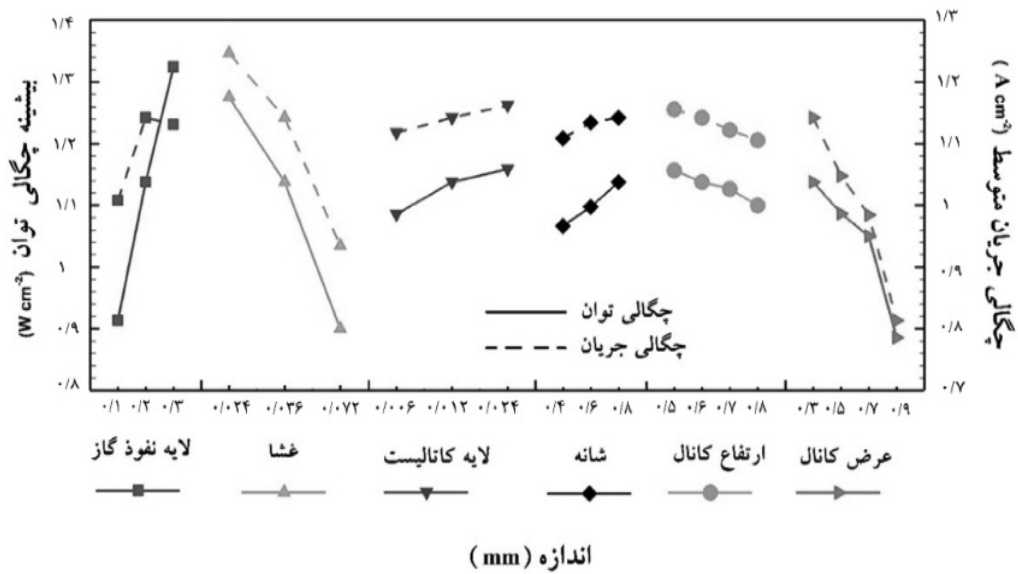 بیشینه چگالی توان (W cm-2)
۱/۴
۱/۳
۱/۲
۱/۱
۱
۰/۹
۰/۸
چگالی جریان متوسط (A cm-2)
۱/۳
۱/۲
۱/۱
۱
۰/۹
۰/۸
۰/۷
چگالی توان
چگالی جریان
۰/۱ ۰/۲ ۰/۳ ۰/۰۲۴ ۰/۰۳۶ ۰/۰۷۲ ۰/۰۰۶ ۰/۰۱۲ ۰/۰۲۴ ۰/۴ ۰/۶ ۰/۸ ۰/۵ ۰/۶ ۰/۷ ۰/۸ ۰/۳ ۰/۵ ۰/۷ ۰/۹
لایه نفوذ گاز
غشا
لایه کاتالیست
شانه
ارتفاع کانال
عرض کانال
اندازه (mm)